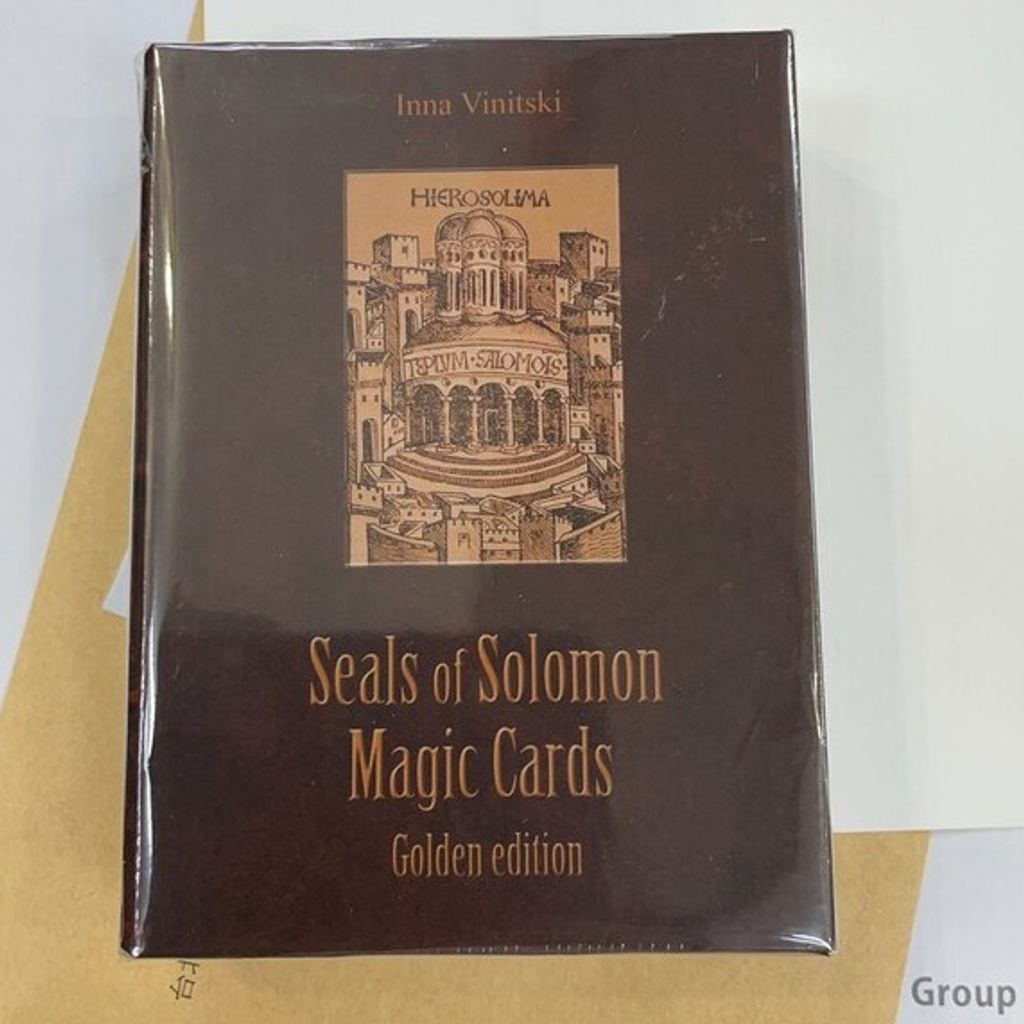 Inna Vinitski
HIEROSOLIMA
TEPLVM·SALOMOIS·
Seals of Solomon
Magic Cards
Golden edition
Group